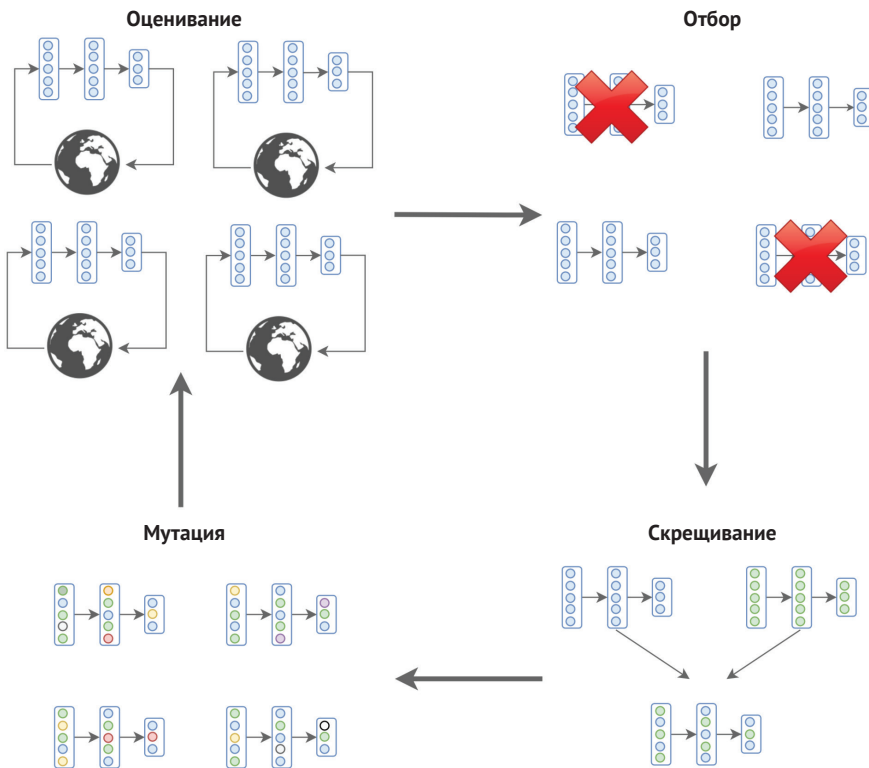 Оценивание
Отбор
Мутация
Скрещивание